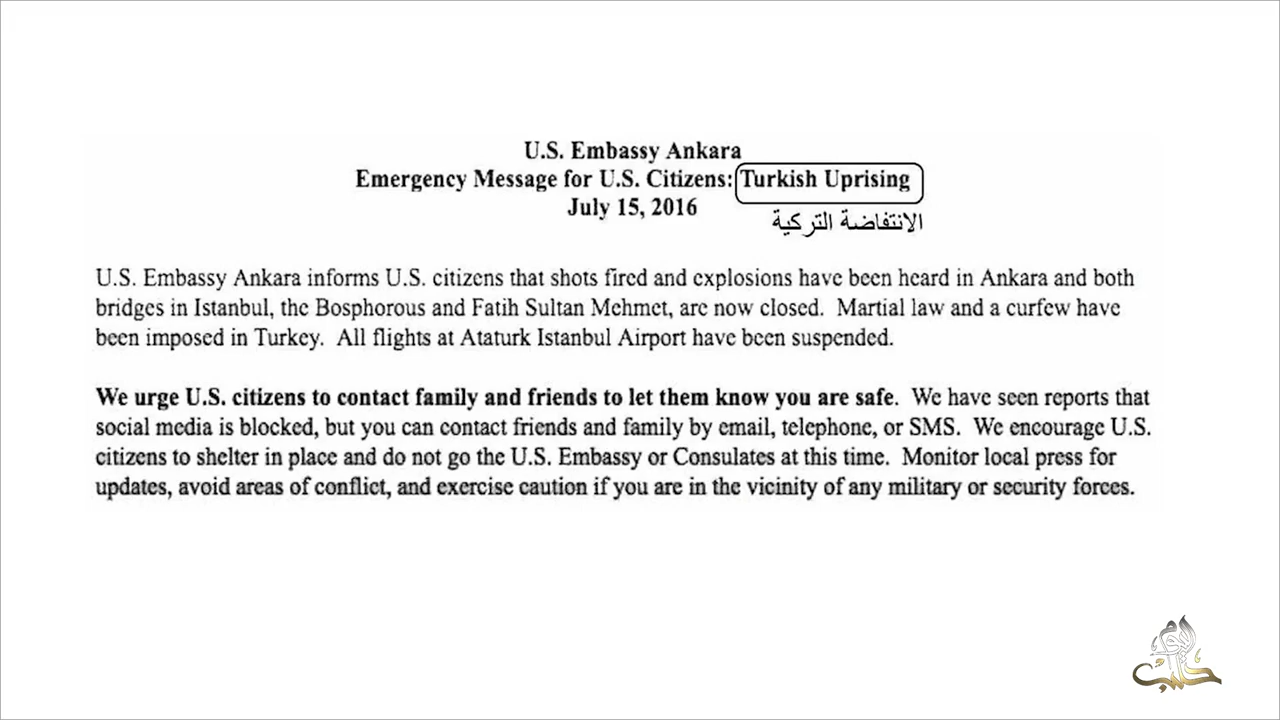 U.S. Embassy Ankara
Emergency Message for U.S. Citizens: Turkish Uprising
July 15, 2016
الانتفاضة التركية
U.S. Embassy Ankara informs U.S. citizens that shots fired and explosions have been heard in Ankara and both
bridges in Istanbul, the Bosphorous and Fatih Sultan Mehmet, are now closed. Martial law and a curfew have
been imposed in Turkey. All flights at Ataturk Istanbul Airport have been suspended.
We urge U.S. citizens to contact family and friends to let them know you are safe. We have seen reports that
social media is blocked, but you can contact friends and family by email, telephone, or SMS. We encourage U.S.
citizens to shelter in place and do not go the U.S. Embassy or Consulates at this time. Monitor local press for
updates, avoid areas of conflict, and exercise caution if you are in the vicinity of any military or security forces.
حلب
اليوم